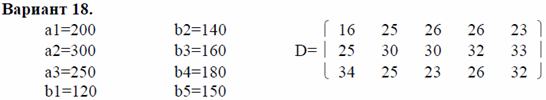 Вариант 18.
a1=200 b2=140 16 25 26 26 23
a2=300 b3=160 D= 25 30 30 32 33
a3=250 b4=180 34 25 23 26 32
b1=120 b5=150